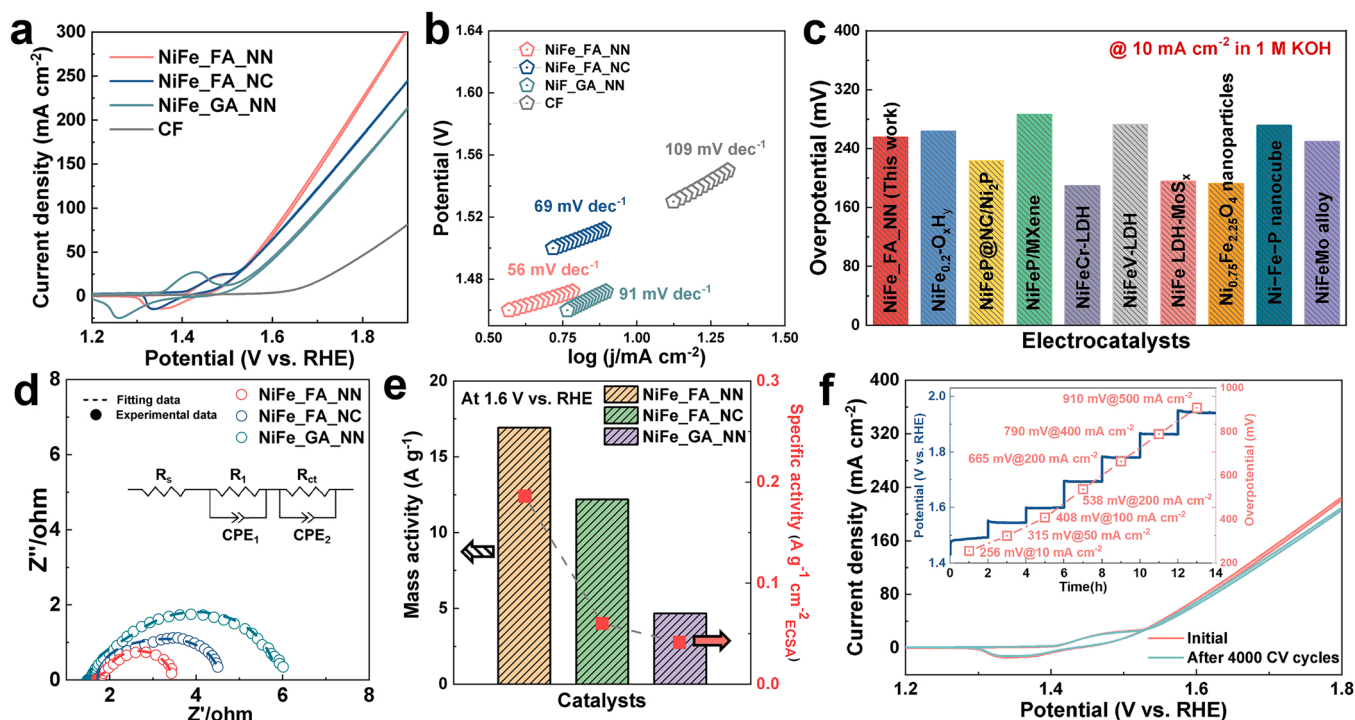 a
300
250
200
150
100
50
0
Current density (mA cm-2)
NiFe_FA_NN
NiFe_FA_NC
NiFe_GA_NN
CF
1.2 1.4 1.6 1.8
Potential (V vs. RHE)
b
1.64
1.60
1.56
1.52
1.48
Potential (V)
NiFe_FA_NN
NiFe_FA_NC
NiF_GA_NN
CF
109 mV dec-1
69 mV dec-1
56 mV dec-1
91 mV dec-1
0.50 0.75 1.00 1.25 1.50
log (j/mA cm-2)
c
@ 10 mA cm-2 in 1 M KOH
400
320
240
160
80
0
Overpotential (mV)
NiFe_FA_NN (This work)
NiFe0.2-OxHy
NiFeP@NC/Ni2P
NiFeP/MXene
NiFeCr-LDH
NiFeV-LDH
NiFe LDH-MoSx
Ni0.75Fe2.25O4 nanoparticles
Ni−Fe−P nanocube
NiFeMo alloy
Electrocatalysts
d
8
6
4
2
0
Z''/ohm
Fitting data
Experimental data
NiFe_FA_NN
NiFe_FA_NC
NiFe_GA_NN
Rs R1 Rct
CPE1 CPE2
2 4 6 8
Z'/ohm
e
20
15
10
5
0
Mass activity (A g-1)
At 1.6 V vs. RHE
NiFe_FA_NN
NiFe_FA_NC
NiFe_GA_NN
0.3
0.2
0.1
0.0
Specific activity (A g-1 cm-2 ECSA)
Catalysts
f
400
320
240
160
80
0
Current density (mA cm-2)
2.0
1.8
1.6
1.4
Potential (V vs. RHE)
910 mV@500 mA cm-2
790 mV@400 mA cm-2
665 mV@200 mA cm-2
538 mV@200 mA cm-2
408 mV@100 mA cm-2
315 mV@50 mA cm-2
256 mV@10 mA cm-2
1000
800
600
400
200
Overpotential (mV)
0 2 4 6 8 10 12 14
Time(h)
Initial
After 4000 CV cycles
1.2 1.4 1.6 1.8
Potential (V vs. RHE)